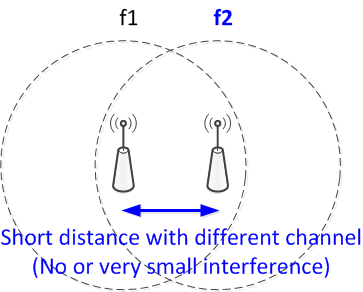 f1 f2
Short distance with different channel
(No or very small interference)